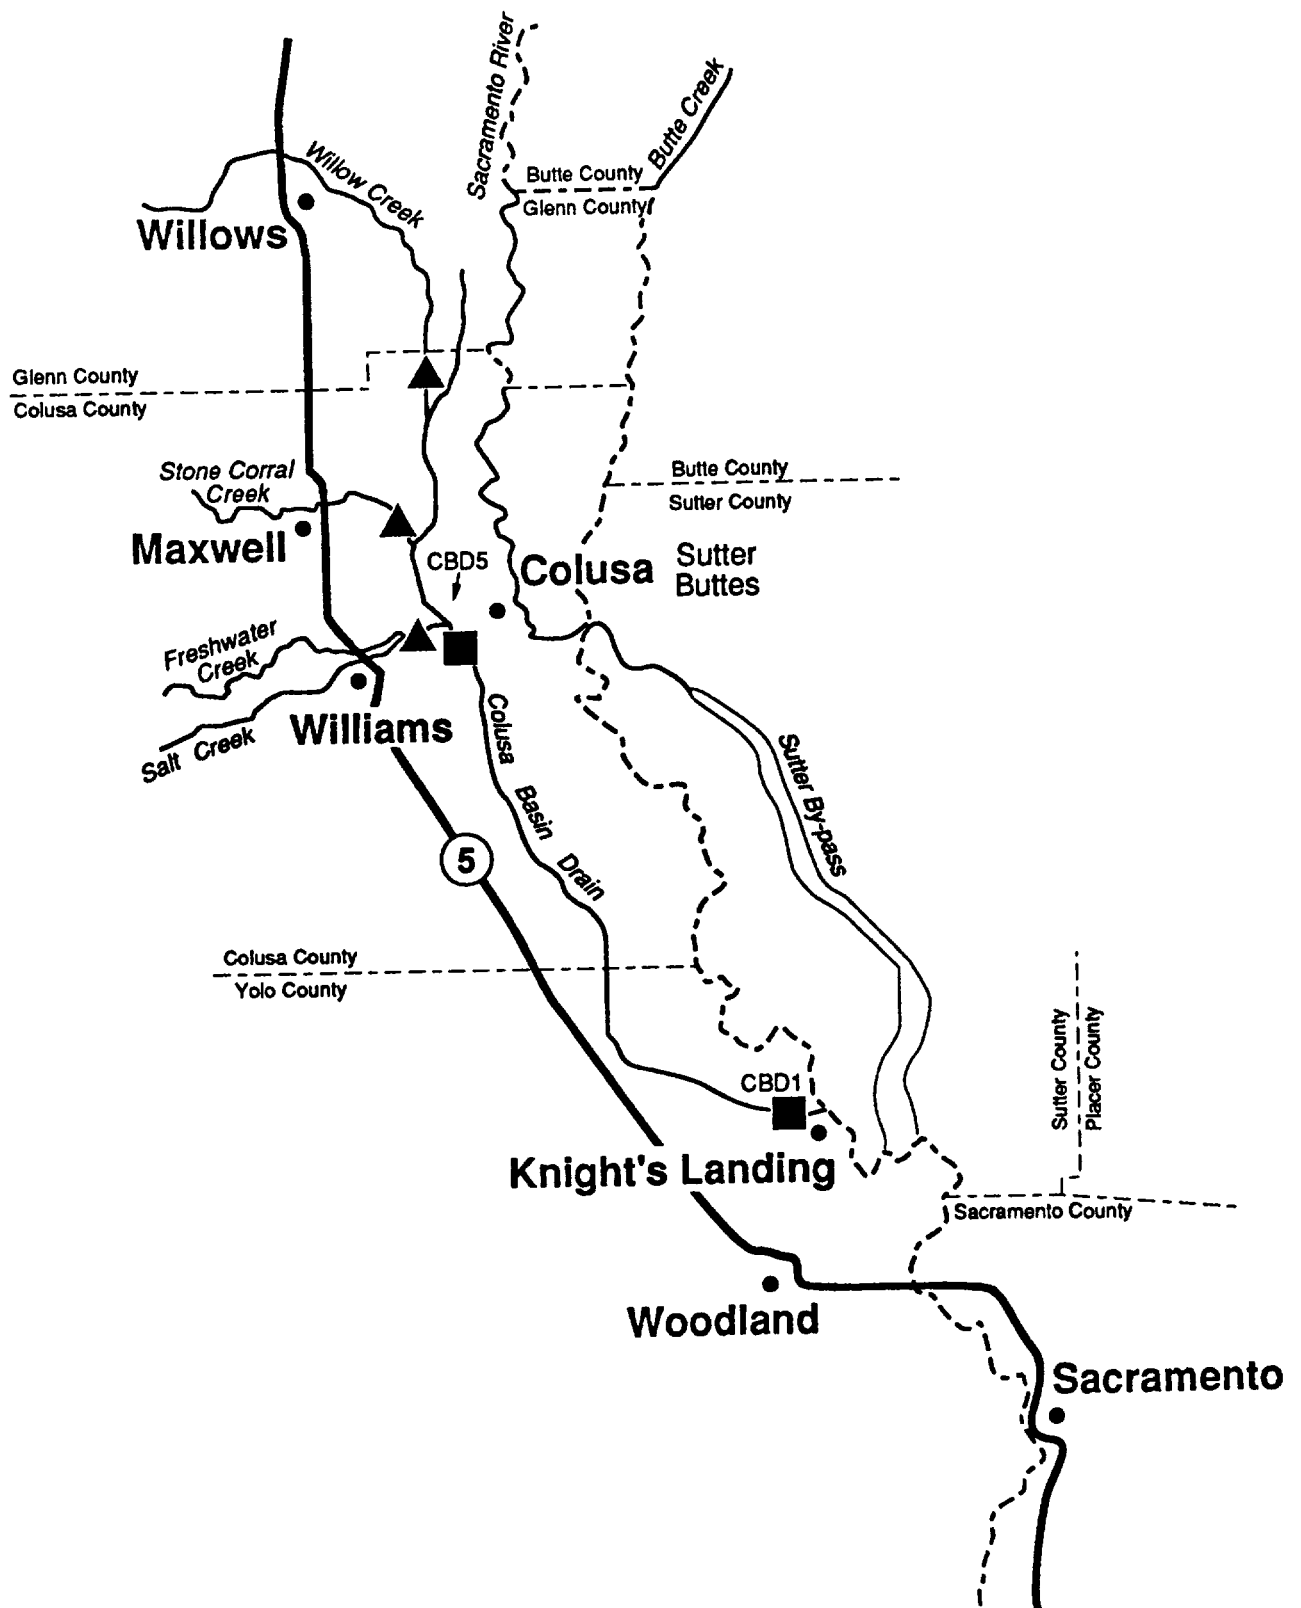 Sacramento River
Butte Creek
Willow Creek
Butte County
Glenn County
Willows
Glenn County
Colusa County
Stone Corral
Creek
Butte County
Sutter County
Maxwell
CBD5
Colusa
Sutter
Buttes
Freshwater
Creek
Williams
Salt Creek
Colusa Basin Drain
Sutter By-pass
5
Colusa County
Yolo County
Sutter County
Placer County
CBD1
Knight's Landing
Sacramento County
Woodland
Sacramento